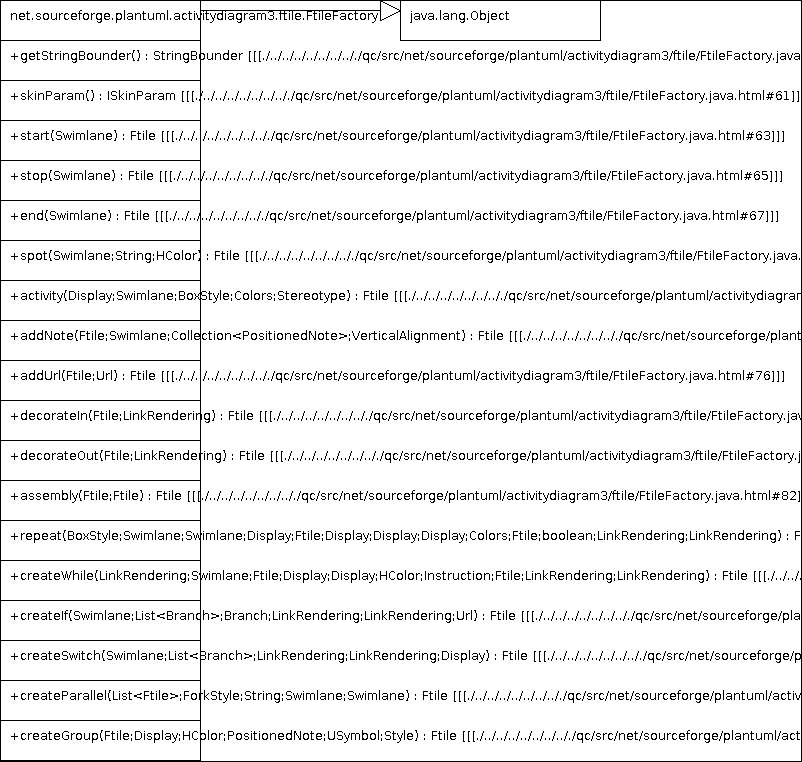 net.sourceforge.plantuml.activitydiagram3.ftile.FtileFactory
java.lang.Object
+getStringBounder() : StringBounder [[[./../../../../../../../qc/src/net/sourceforge/plantuml/activitydiagram3/ftile/FtileFactory.java
+skinParam() : ISkinParam [[[./../../../../../../../qc/src/net/sourceforge/plantuml/activitydiagram3/ftile/FtileFactory.java.html#61]]
+start(Swimlane) : Ftile [[[./../../../../../../../qc/src/net/sourceforge/plantuml/activitydiagram3/ftile/FtileFactory.java.html#63]]]
+stop(Swimlane) : Ftile [[[./../../../../../../../qc/src/net/sourceforge/plantuml/activitydiagram3/ftile/FtileFactory.java.html#65]]]
+end(Swimlane) : Ftile [[[./../../../../../../../qc/src/net/sourceforge/plantuml/activitydiagram3/ftile/FtileFactory.java.html#67]]]
+spot(Swimlane;String;HColor) : Ftile [[[./../../../../../../../qc/src/net/sourceforge/plantuml/activitydiagram3/ftile/FtileFactory.java.
+activity(Display;Swimlane;BoxStyle;Colors;Stereotype) : Ftile [[[./../../../../../../../qc/src/net/sourceforge/plantuml/activitydiagram
+addNote(Ftile;Swimlane;Collection<PositionedNote>;VerticalAlignment) : Ftile [[[./../../../../../../../qc/src/net/sourceforge/plant
+addUrl(Ftile;Url) : Ftile [[[./../../../../../../../qc/src/net/sourceforge/plantuml/activitydiagram3/ftile/FtileFactory.java.html#76]]]
+decorateIn(Ftile;LinkRendering) : Ftile [[[./../../../../../../../qc/src/net/sourceforge/plantuml/activitydiagram3/ftile/FtileFactory.jav
+decorateOut(Ftile;LinkRendering) : Ftile [[[./../../../../../../../qc/src/net/sourceforge/plantuml/activitydiagram3/ftile/FtileFactory.j
+assembly(Ftile;Ftile) : Ftile [[[./../../../../../../../qc/src/net/sourceforge/plantuml/activitydiagram3/ftile/FtileFactory.java.html#82]
+repeat(BoxStyle;Swimlane;Swimlane;Display;Ftile;Display;Display;Display;Colors;Ftile;boolean;LinkRendering;LinkRendering) : F
+createWhile(LinkRendering;Swimlane;Ftile;Display;Display;HColor;Instruction;Ftile;LinkRendering;LinkRendering) : Ftile [[[./../.
+createIf(Swimlane;List<Branch>;Branch;LinkRendering;LinkRendering;Url) : Ftile [[[./../../../../../../../qc/src/net/sourceforge/pla
+createSwitch(Swimlane;List<Branch>;LinkRendering;LinkRendering;Display) : Ftile [[[./../../../../../../../qc/src/net/sourceforge/p
+createParallel(List<Ftile>;ForkStyle;String;Swimlane;Swimlane) : Ftile [[[./../../../../../../../qc/src/net/sourceforge/plantuml/activ
+createGroup(Ftile;Display;HColor;PositionedNote;USymbol;Style) : Ftile [[[./../../../../../../../qc/src/net/sourceforge/plantuml/act